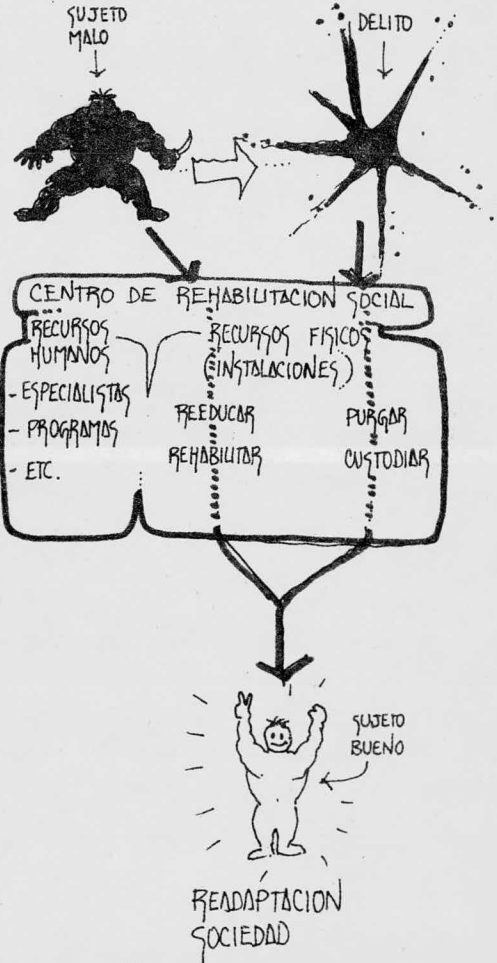 SUJETO
MALO
DELITO
CENTRO DE REHABILITACION SOCIAL
RECURSOS
HUMANOS
- ESPECIALISTAS
- PROGRAMAS
- ETC.
RECURSOS FISICOS
(INSTALACIONES)
REEDUCAR
REHABILITAR
PURGAR
CUSTODIAR
SUJETO
BUENO
READAPTACION
SOCIEDAD